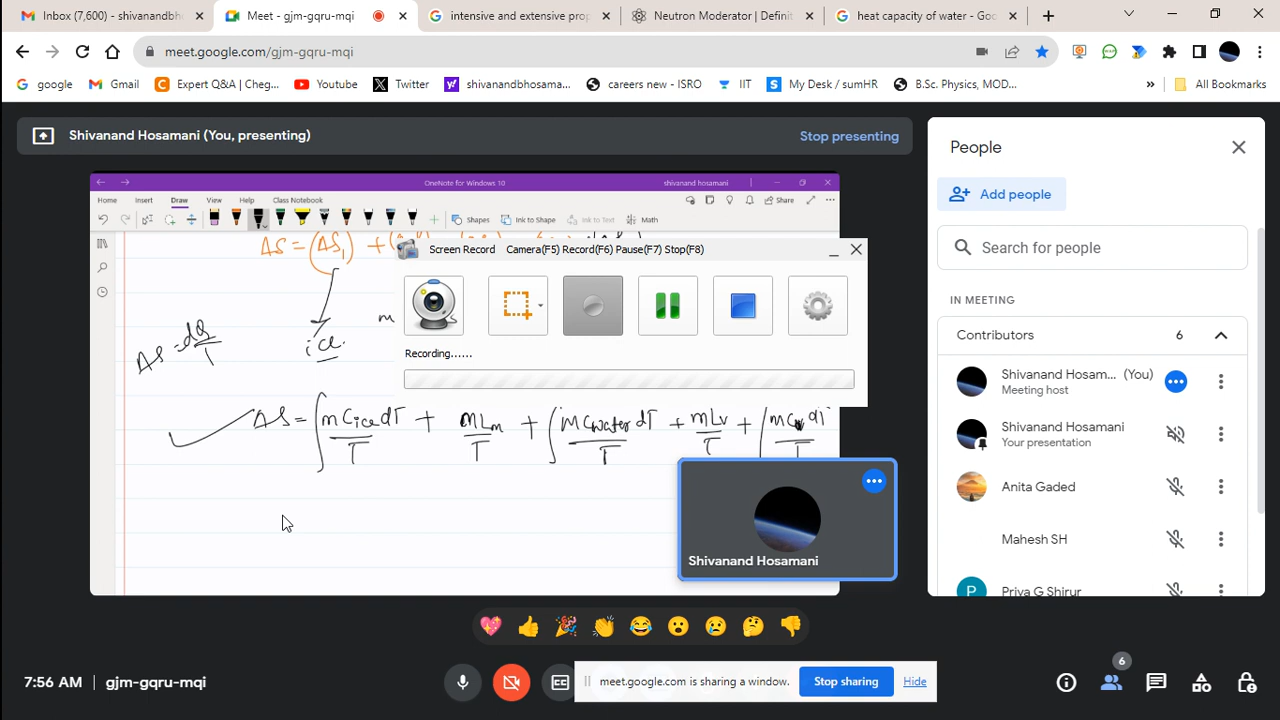 Inbox (7,600) - shivanandbh
Meet - gjm-gqru-mqi
intensive and extensive prop
Neutron Moderator | Definit
heat capacity of water - Goo
meet.google.com/gjm-gqru-mqi
google
Gmail
Expert Q&A | Cheg...
Youtube
Twitter
shivanandbhosama...
careers new - ISRO
IIT
My Desk / sumHR
B.Sc. Physics, MOD...
»
All Bookmarks
Shivanand Hosamani (You, presenting)
Stop presenting
OneNote for Windows 10
shivanand hosamani
Home
Insert
Draw
View
Help
Class Notebook
Share
Shapes
Ink to Shape
Ink to Text
Math
ΔS = (ΔS₁) +
Screen Record Camera(F5) Record(F6) Pause(F7) Stop(F8)
Recording......
ΔS = dQ/T
ice
m
ΔS = ∫ mCice dT / T + mLm / T + ∫ mCwater dT / T + mLv / T + ∫
Shivanand Hosamani
People
Add people
Search for people
IN MEETING
Contributors 6
Shivanand Hosam... (You)
Meeting host
Shivanand Hosamani
Your presentation
Anita Gaded
Mahesh SH
P
Priya G Shirur
7:56 AM | gjm-gqru-mqi
CC
meet.google.com is sharing a window.
Stop sharing
Hide
6